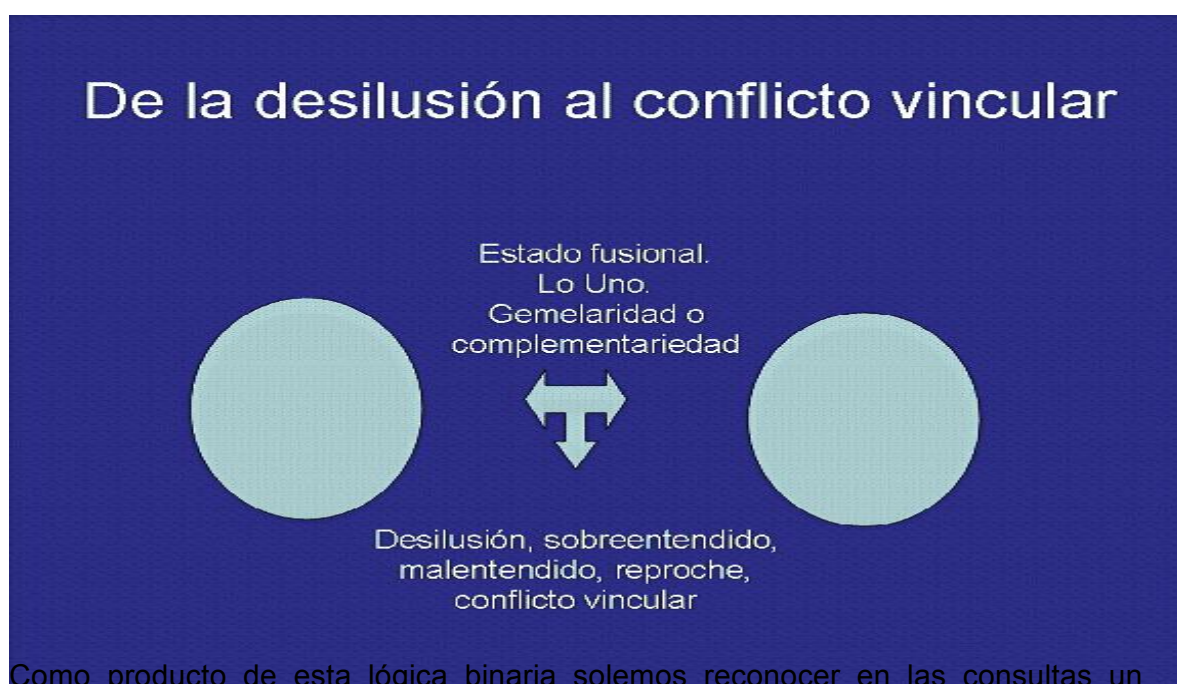 De la desilusión al conflicto vincular
Estado fusional.
Lo Uno.
Gemelaridad o
complementariedad
Desilusión, sobreentendido,
malentendido, reproche,
conflicto vincular
Como producto de esta lógica binaria solemos reconocer en las consultas un